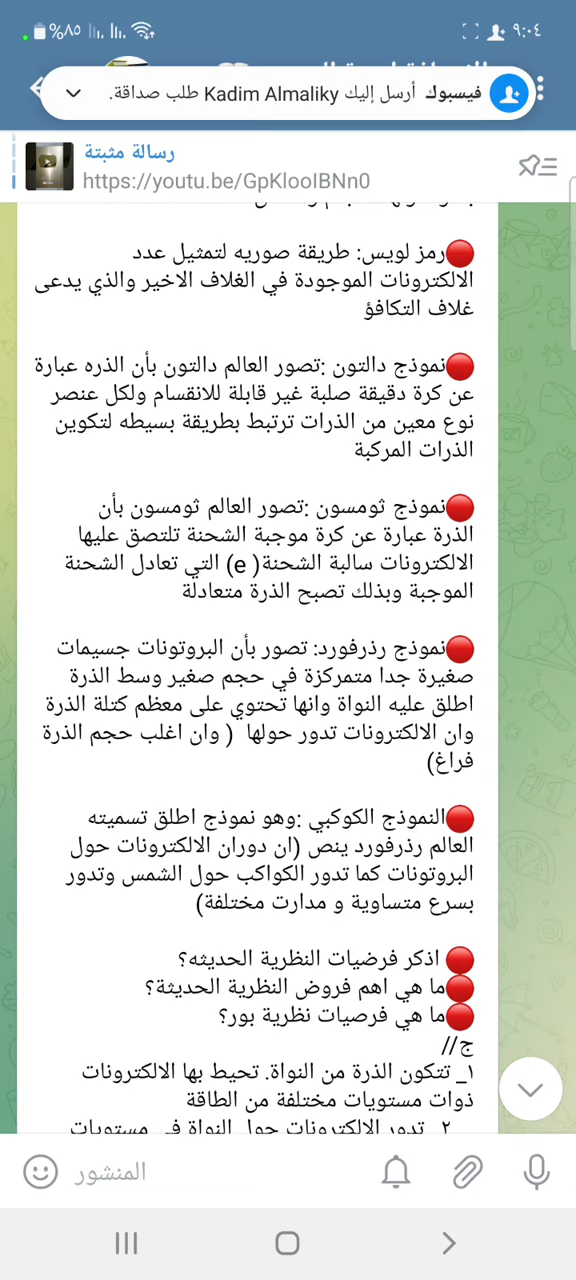 ٩:٠٤
٨٥%
فيسبوك أرسل إليك Kadim Almaliky طلب صداقة.
رسالة مثبتة
https://youtu.be/GpKlooIBNn0
🔴رمز لويس: طريقة صوريه لتمثيل عدد
الالكترونات الموجودة في الغلاف الاخير والذي يدعى
غلاف التكافؤ
🔴نموذج دالتون :تصور العالم دالتون بأن الذره عبارة
عن كرة دقيقة صلبة غير قابلة للانقسام ولكل عنصر
نوع معين من الذرات ترتبط بطريقة بسيطه لتكوين
الذرات المركبة
🔴نموذج ثومسون :تصور العالم ثومسون بأن
الذرة عبارة عن كرة موجبة الشحنة تلتصق عليها
الالكترونات سالبة الشحنة( e) التي تعادل الشحنة
الموجبة وبذلك تصبح الذرة متعادلة
🔴نموذج رذرفورد: تصور بأن البروتونات جسيمات
صغيرة جدا متمركزة في حجم صغير وسط الذرة
اطلق عليه النواة وانها تحتوي على معظم كتلة الذرة
وان الالكترونات تدور حولها ( وان اغلب حجم الذرة
فراغ)
🔴النموذج الكوكبي :وهو نموذج اطلق تسميته
العالم رذرفورد ينص (ان دوران الالكترونات حول
البروتونات كما تدور الكواكب حول الشمس وتدور
بسرع متساوية و مدارت مختلفة)
🔴 اذكر فرضيات النظرية الحديثه؟
🔴ما هي اهم فروض النظرية الحديثة؟
🔴ما هي فرصيات نظرية بور؟
ج//
١_ تتكون الذرة من النواة. تحيط بها الالكترونات
ذوات مستويات مختلفة من الطاقة
٢_ تدور الالكترونات حول النواة في مستويات
المنشور